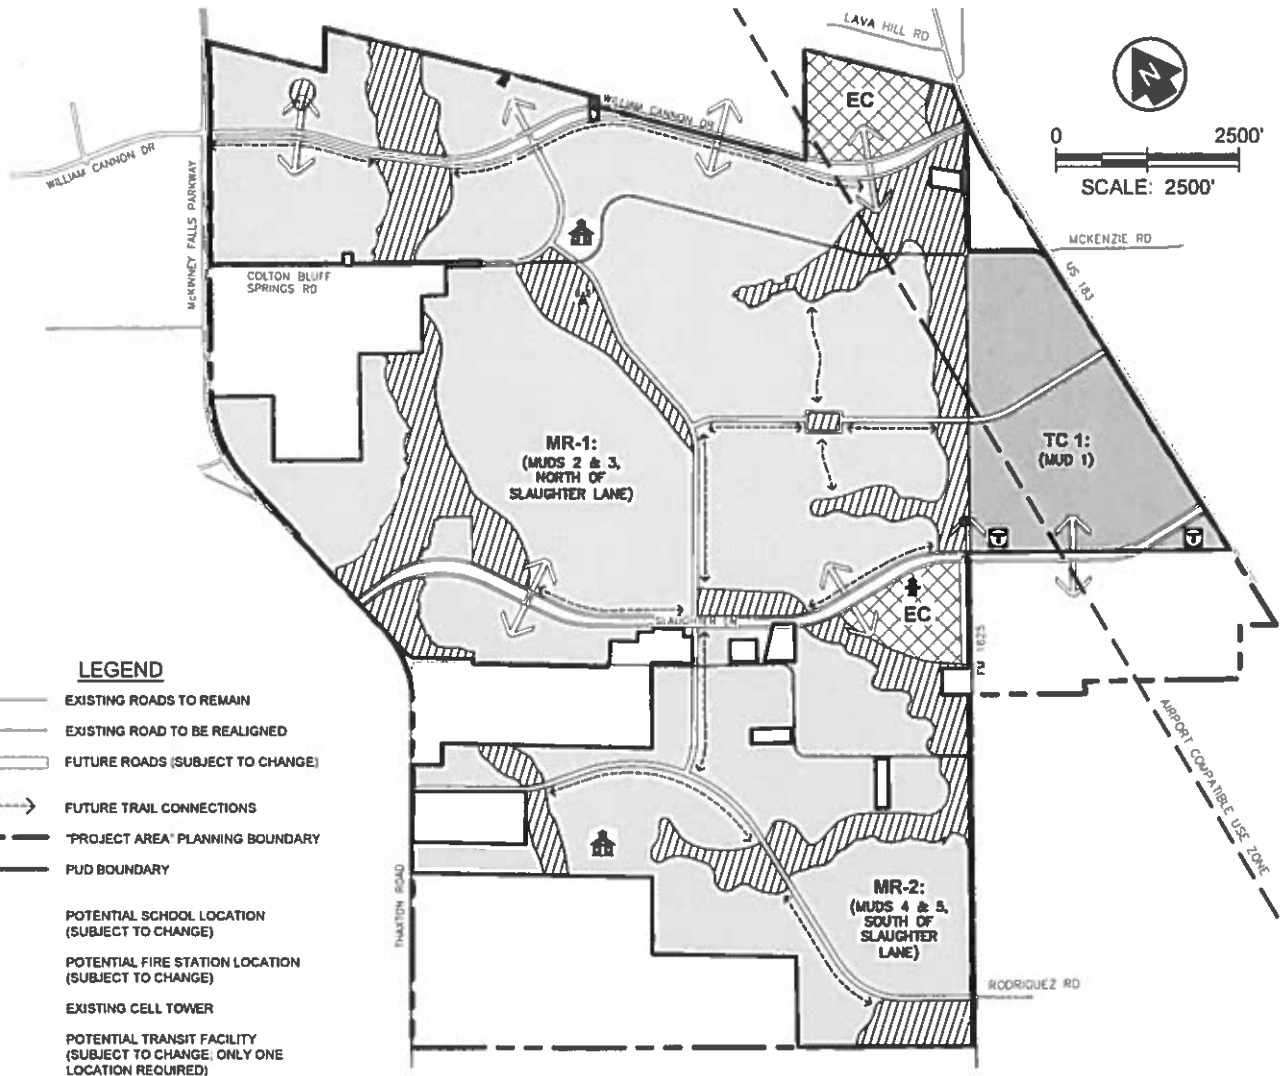 LAVA HILL RD
EC
N
WILLIAM CANNON DR
WILLIAM CANNON DR
0 2500'
SCALE: 2500'
McKINNEY FALLS PARKWAY
MCKENZIE RD
US 183
COLTON BLUFF
SPRINGS RD
"A"
MR-1:
(MUDS 2 & 3,
NORTH OF
SLAUGHTER LANE)
TC 1:
(MUD 1)
T
T
EC
SLAUGHTER LN
FM 1625
AIRPORT COMPATIBLE USE ZONE
LEGEND
EXISTING ROADS TO REMAIN
EXISTING ROAD TO BE REALIGNED
FUTURE ROADS (SUBJECT TO CHANGE)
FUTURE TRAIL CONNECTIONS
"PROJECT AREA" PLANNING BOUNDARY
PUD BOUNDARY
POTENTIAL SCHOOL LOCATION
(SUBJECT TO CHANGE)
POTENTIAL FIRE STATION LOCATION
(SUBJECT TO CHANGE)
EXISTING CELL TOWER
POTENTIAL TRANSIT FACILITY
(SUBJECT TO CHANGE; ONLY ONE
LOCATION REQUIRED)
THAXTON ROAD
MR-2:
(MUDS 4 & 5,
SOUTH OF
SLAUGHTER
LANE)
RODRIGUEZ RD